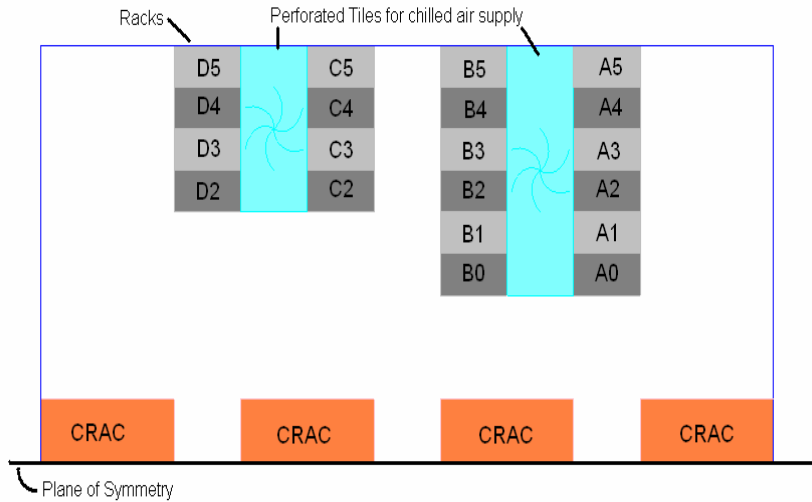 Racks
Perforated Tiles for chilled air supply
D5 C5 B5 A5
D4 C4 B4 A4
D3 C3 B3 A3
D2 C2 B2 A2
B1 A1
B0 A0
CRAC CRAC CRAC CRAC
Plane of Symmetry